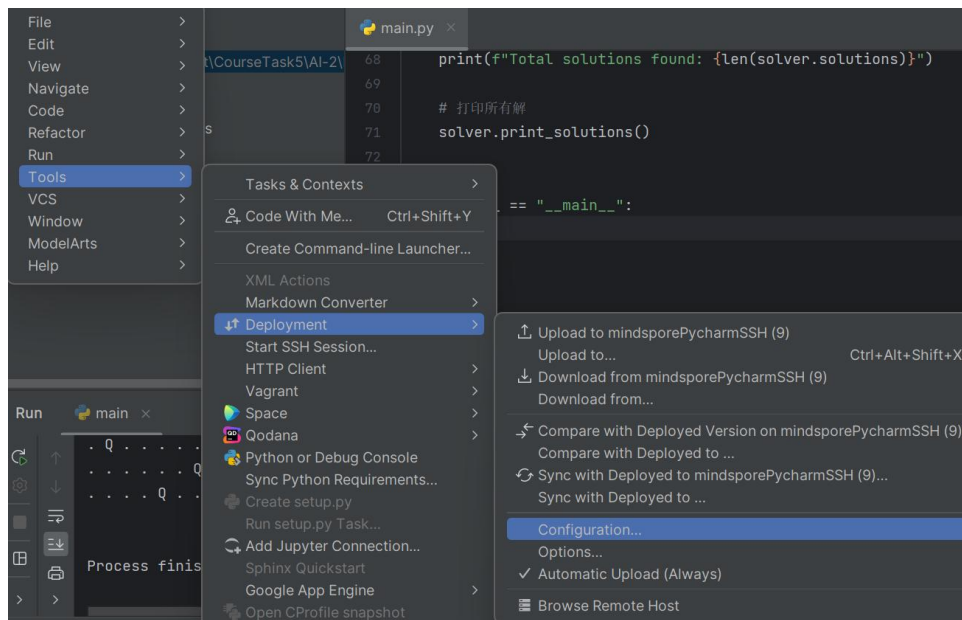 File
Edit
View
Navigate
Code
Refactor
Run
Tools
VCS
Window
ModelArts
Help
t\CourseTask5\AI-2\
s
main.py
68 print(f"Total solutions found: {len(solver.solutions)}")
69
70 # 打印所有解
71 solver.print_solutions()
72
== "__main__":
Tasks & Contexts
Code With Me... Ctrl+Shift+Y
Create Command-line Launcher...
XML Actions
Markdown Converter
Deployment
Start SSH Session...
HTTP Client
Vagrant
Space
Qodana
Python or Debug Console
Sync Python Requirements...
Create setup.py
Run setup.py Task...
Add Jupyter Connection...
Sphinx Quickstart
Google App Engine
Open CProfile snapshot
Upload to mindsporePycharmSSH (9)
Upload to... Ctrl+Alt+Shift+X
Download from mindsporePycharmSSH (9)
Download from...
Compare with Deployed Version on mindsporePycharmSSH (9)
Compare with Deployed to ...
Sync with Deployed to mindsporePycharmSSH (9)...
Sync with Deployed to ...
Configuration...
Options...
Automatic Upload (Always)
Browse Remote Host
Run main
. Q . . . . .
. . . . . . Q
. . . . Q . .
Process finis